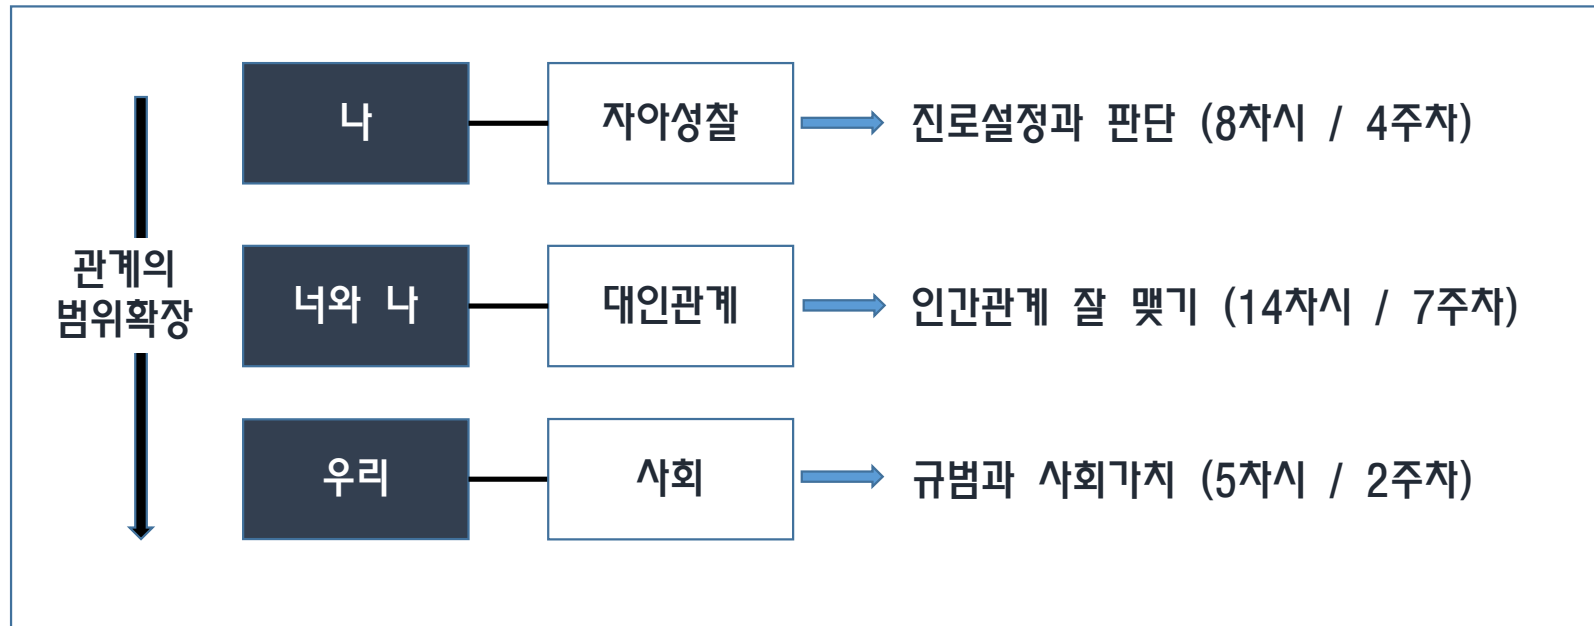 나
자아성찰
진로설정과 판단 (8차시 / 4주차)
관계의
범위확장
너와 나
대인관계
인간관계 잘 맺기 (14차시 / 7주차)
우리
사회
규범과 사회가치 (5차시 / 2주차)